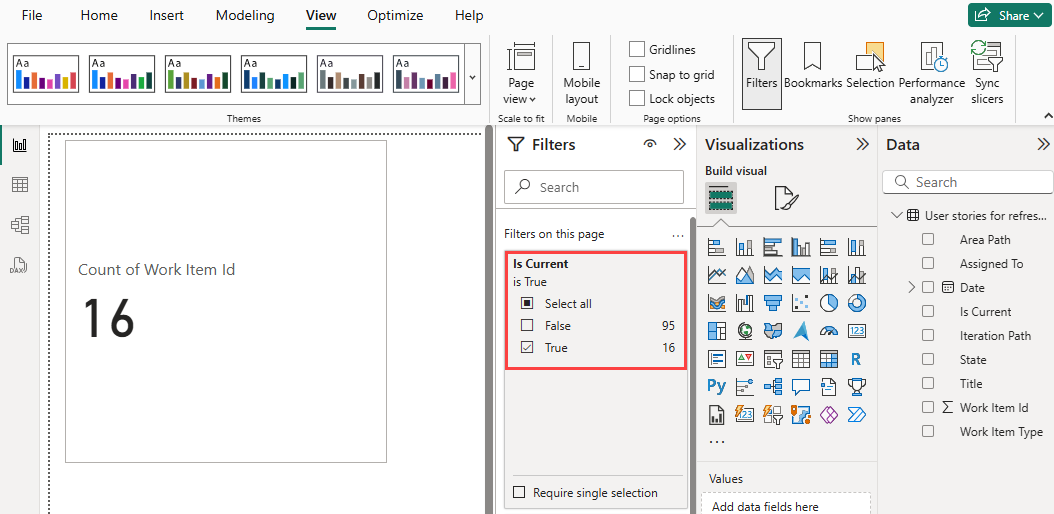 File Home Insert Modeling View Optimize Help Share
Aa Aa Aa Aa Aa Aa
Page view
Mobile layout
Gridlines
Snap to grid
Lock objects
Filters
Bookmarks
Selection
Performance analyzer
Sync slicers
Themes Scale to fit Mobile Page options Show panes
DAX
Count of Work Item Id
16
Filters
Search
Filters on this page ...
Is Current
is True
Select all
False 95
True 16
Require single selection
Visualizations
Build visual
123
R
Py
123
...
Values
Add data fields here
Data
Search
User stories for refres...
Area Path
Assigned To
Date
Is Current
Iteration Path
State
Title
Σ Work Item Id
Work Item Type